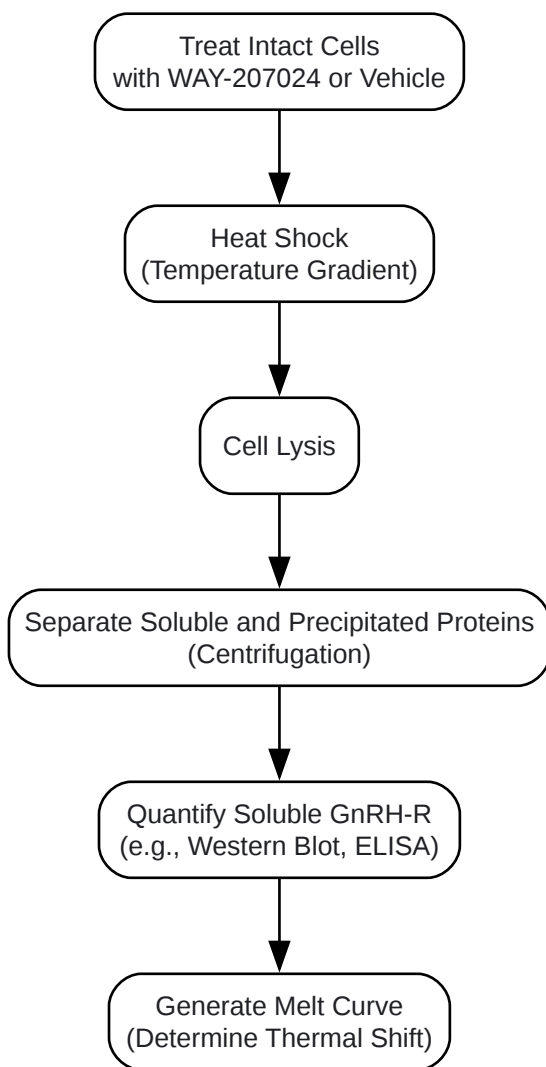 Treat Intact Cells
with WAY-207024 or Vehicle
Heat Shock
(Temperature Gradient)
Cell Lysis
Separate Soluble and Precipitated Proteins
(Centrifugation)
Quantify Soluble GnRH-R
(e.g., Western Blot, ELISA)
Generate Melt Curve
(Determine Thermal Shift)